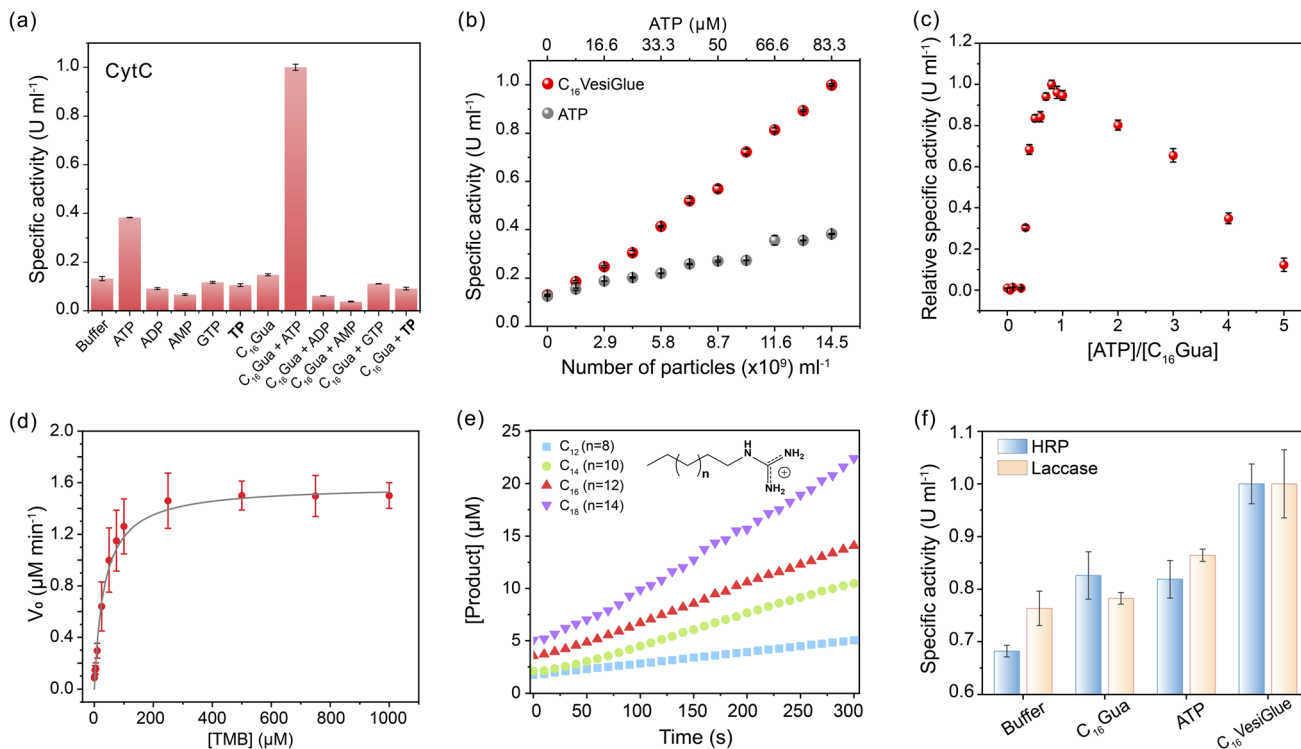 (a)
CytC
Specific activity (U ml⁻¹)
1.0
0.8
0.6
0.4
0.2
0.0
Buffer
ATP
ADP
AMP
GTP
TP
C₁₆Gua
C₁₆Gua + ATP
C₁₆Gua + ADP
C₁₆Gua + AMP
C₁₆Gua + GTP
C₁₆Gua + TP
(b)
ATP (μM)
0 16.6 33.3 50 66.6 83.3
C₁₆VesiGlue
ATP
Specific activity (U ml⁻¹)
1.0
0.8
0.6
0.4
0.2
0.0
0 2.9 5.8 8.7 11.6 14.5
Number of particles (x10⁹) ml⁻¹
(c)
Relative specific activity (U ml⁻¹)
1.2
1.0
0.8
0.6
0.4
0.2
0.0
0 1 2 3 4 5
[ATP]/[C₁₆Gua]
(d)
V₀ (μM min⁻¹)
2.0
1.6
1.2
1.6
0.4
0.0
0 200 400 600 800 1000
[TMB] (μM)
(e)
C₁₂ (n=8)
C₁₄ (n=10)
C₁₆ (n=12)
C₁₈ (n=14)
n
H
N
NH₂
NH₂
+
[Product] (μM)
25
20
15
10
5
0
0 50 100 150 200 250 300
Time (s)
(f)
HRP
Laccase
Specific activity (U ml⁻¹)
1.1
1.0
0.9
0.8
0.7
0.6
Buffer
C₁₆Gua
ATP
C₁₆VesiGlue